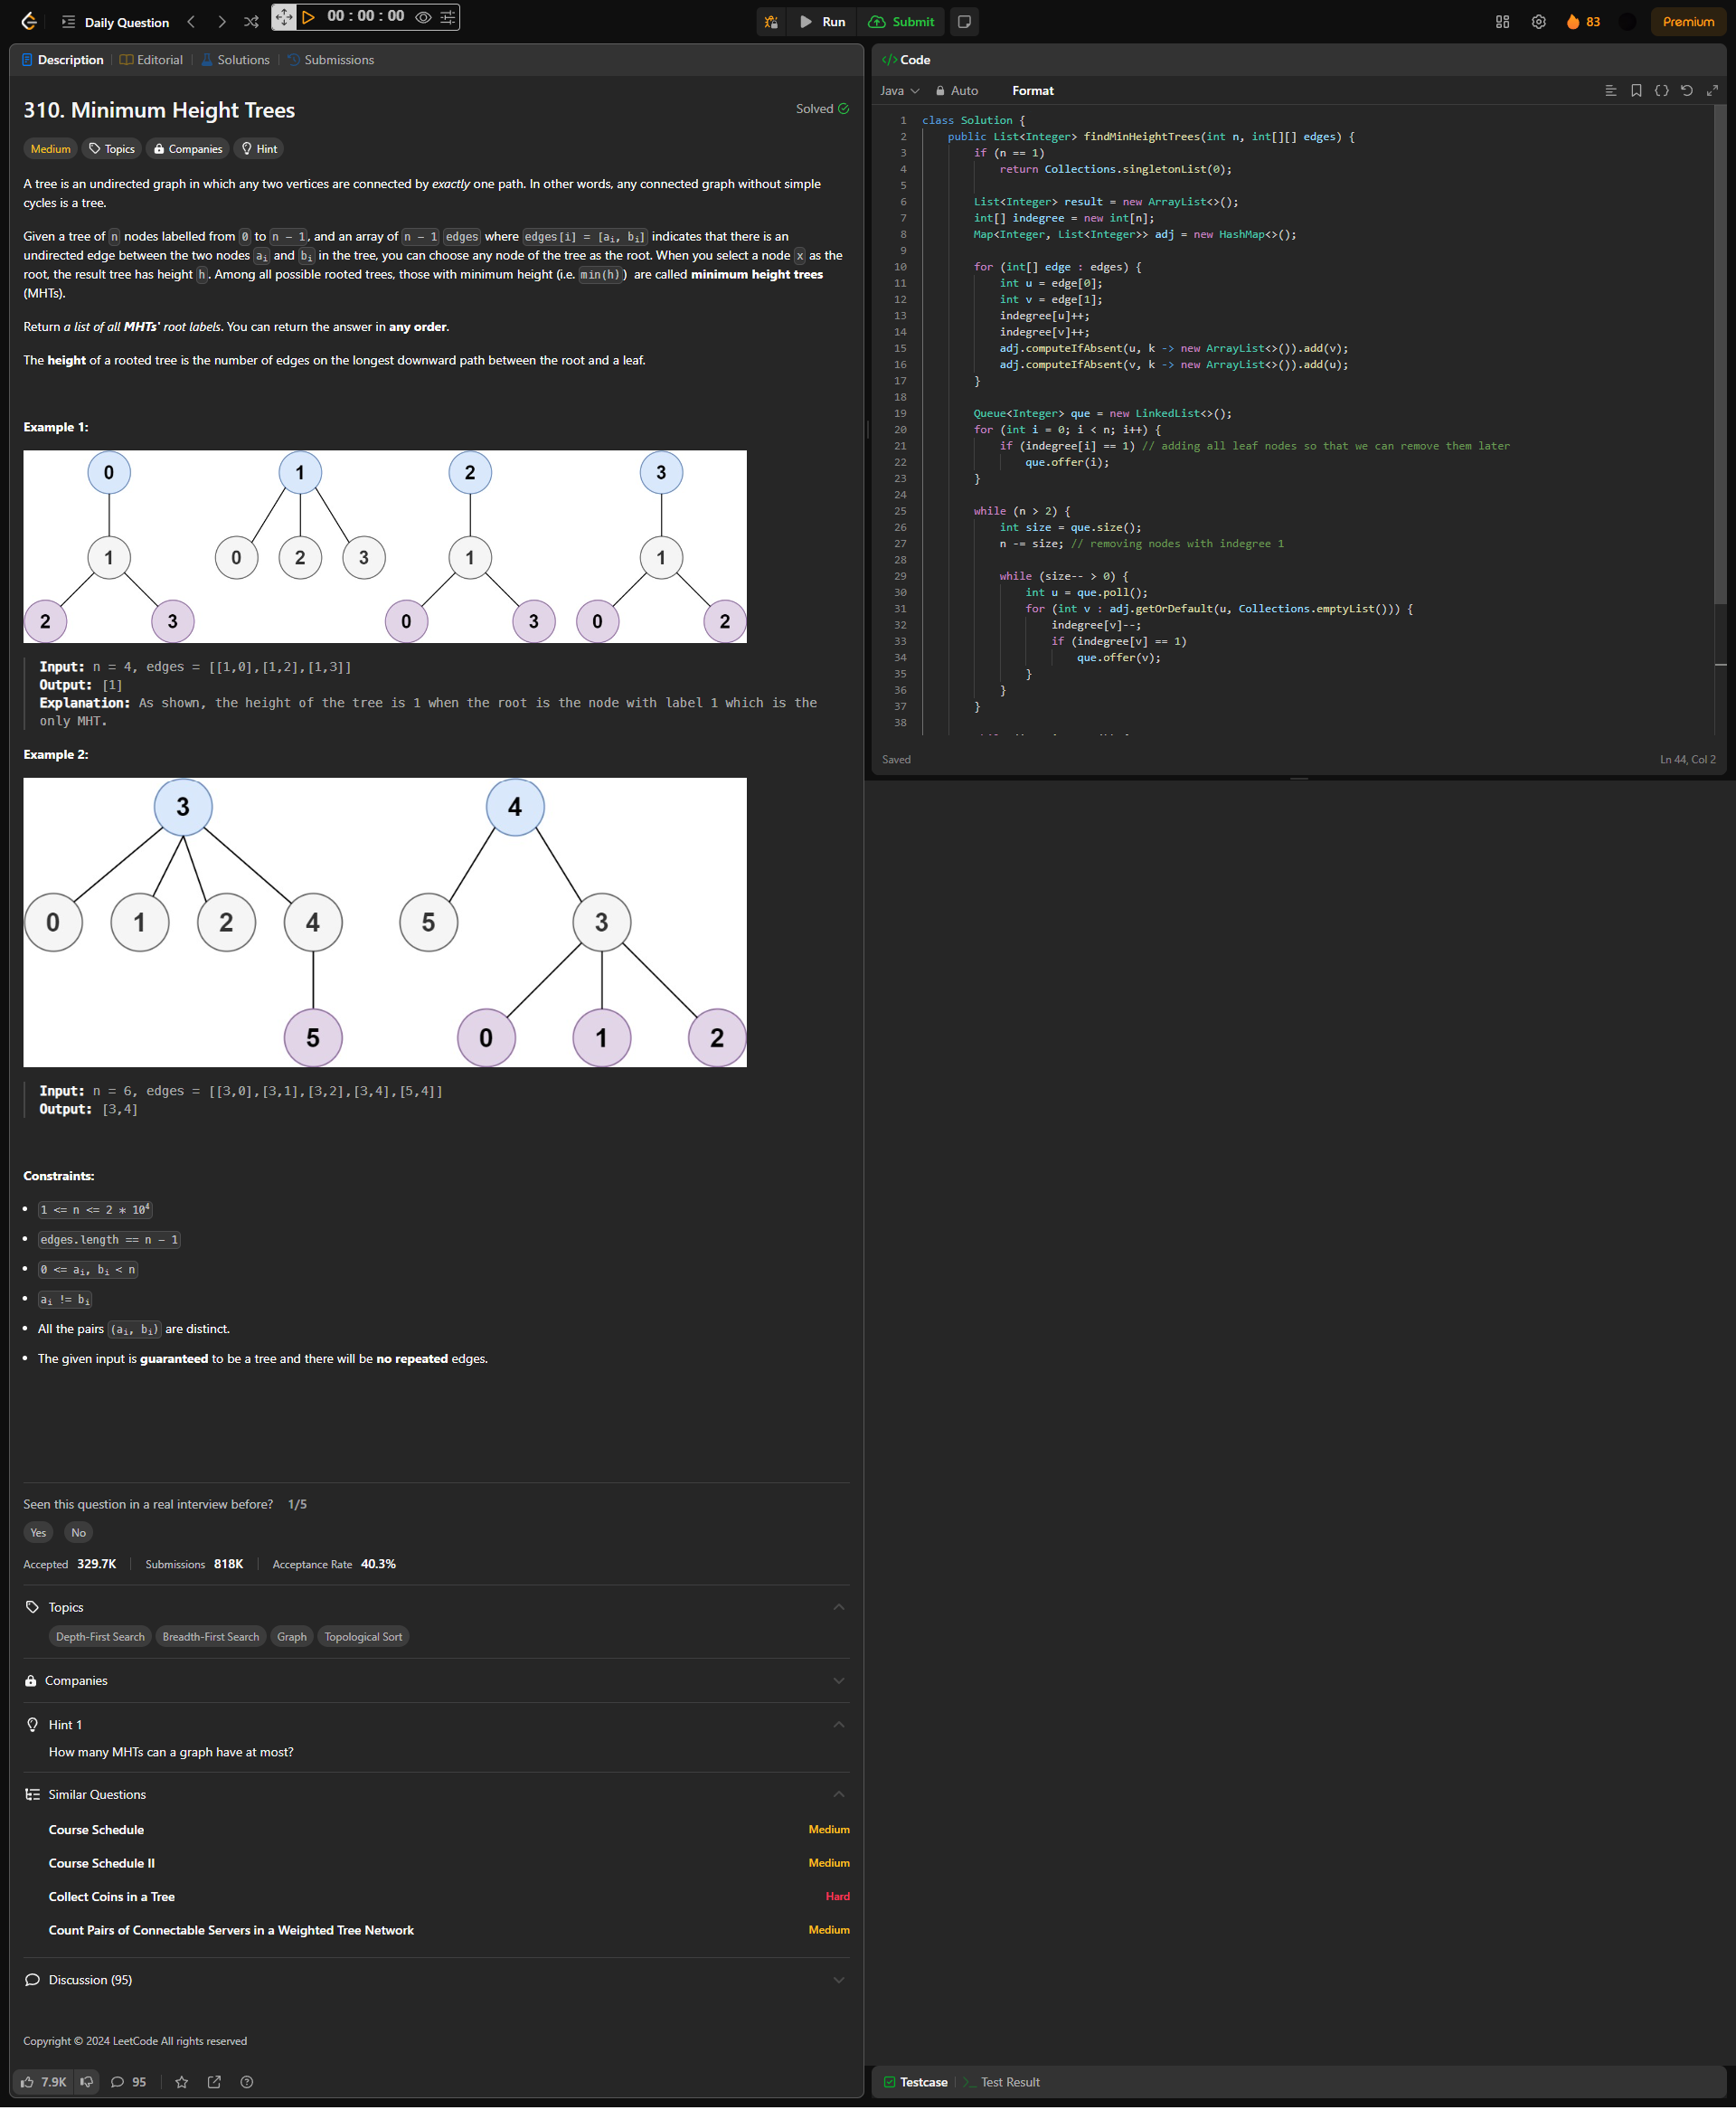 Daily Question
00 : 00 : 00
Run
Submit
83
Premium
Description
Editorial
Solutions
Submissions
310. Minimum Height Trees
Solved
Medium
Topics
Companies
Hint
A tree is an undirected graph in which any two vertices are connected by exactly one path. In other words, any connected graph without simple
cycles is a tree.
Given a tree of n nodes labelled from 0 to n - 1, and an array of n - 1 edges where edges[i] = [ai, bi] indicates that there is an
undirected edge between the two nodes ai and bi in the tree, you can choose any node of the tree as the root. When you select a node x as the
root, the result tree has height h. Among all possible rooted trees, those with minimum height (i.e. min(h)) are called minimum height trees
(MHTs).
Return a list of all MHTs' root labels. You can return the answer in any order.
The height of a rooted tree is the number of edges on the longest downward path between the root and a leaf.
Example 1:
0 1 2 3
1 0 2 3 1 1
2 3 0 3 0 2
Input: n = 4, edges = [[1,0],[1,2],[1,3]]
Output: [1]
Explanation: As shown, the height of the tree is 1 when the root is the node with label 1 which is the
only MHT.
Example 2:
3 4
0 1 2 4 5 3
5 0 1 2
Input: n = 6, edges = [[3,0],[3,1],[3,2],[3,4],[5,4]]
Output: [3,4]
Constraints:
• 1 <= n <= 2 * 10⁴
• edges.length == n - 1
• 0 <= ai, bi < n
• ai != bi
• All the pairs (ai, bi) are distinct.
• The given input is guaranteed to be a tree and there will be no repeated edges.
Seen this question in a real interview before? 1/5
Yes
No
Accepted 329.7K
Submissions 818K
Acceptance Rate 40.3%
Topics
Depth-First Search
Breadth-First Search
Graph
Topological Sort
Companies
Hint 1
How many MHTs can a graph have at most?
Similar Questions
Course Schedule Medium
Course Schedule II Medium
Collect Coins in a Tree Hard
Count Pairs of Connectable Servers in a Weighted Tree Network Medium
Discussion (95)
Copyright © 2024 LeetCode All rights reserved
7.9K
95
</> Code
Java
Auto
Format
1 class Solution {
2 public List<Integer> findMinHeightTrees(int n, int[][] edges) {
3 if (n == 1)
4 return Collections.singletonList(0);
5
6 List<Integer> result = new ArrayList<>();
7 int[] indegree = new int[n];
8 Map<Integer, List<Integer>> adj = new HashMap<>();
9
10 for (int[] edge : edges) {
11 int u = edge[0];
12 int v = edge[1];
13 indegree[u]++;
14 indegree[v]++;
15 adj.computeIfAbsent(u, k -> new ArrayList<>()).add(v);
16 adj.computeIfAbsent(v, k -> new ArrayList<>()).add(u);
17 }
18
19 Queue<Integer> que = new LinkedList<>();
20 for (int i = 0; i < n; i++) {
21 if (indegree[i] == 1) // adding all leaf nodes so that we can remove them later
22 que.offer(i);
23 }
24
25 while (n > 2) {
26 int size = que.size();
27 n -= size; // removing nodes with indegree 1
28
29 while (size-- > 0) {
30 int u = que.poll();
31 for (int v : adj.getOrDefault(u, Collections.emptyList())) {
32 indegree[v]--;
33 if (indegree[v] == 1)
34 que.offer(v);
35 }
36 }
37 }
38
Saved
Ln 44, Col 2
Testcase
Test Result